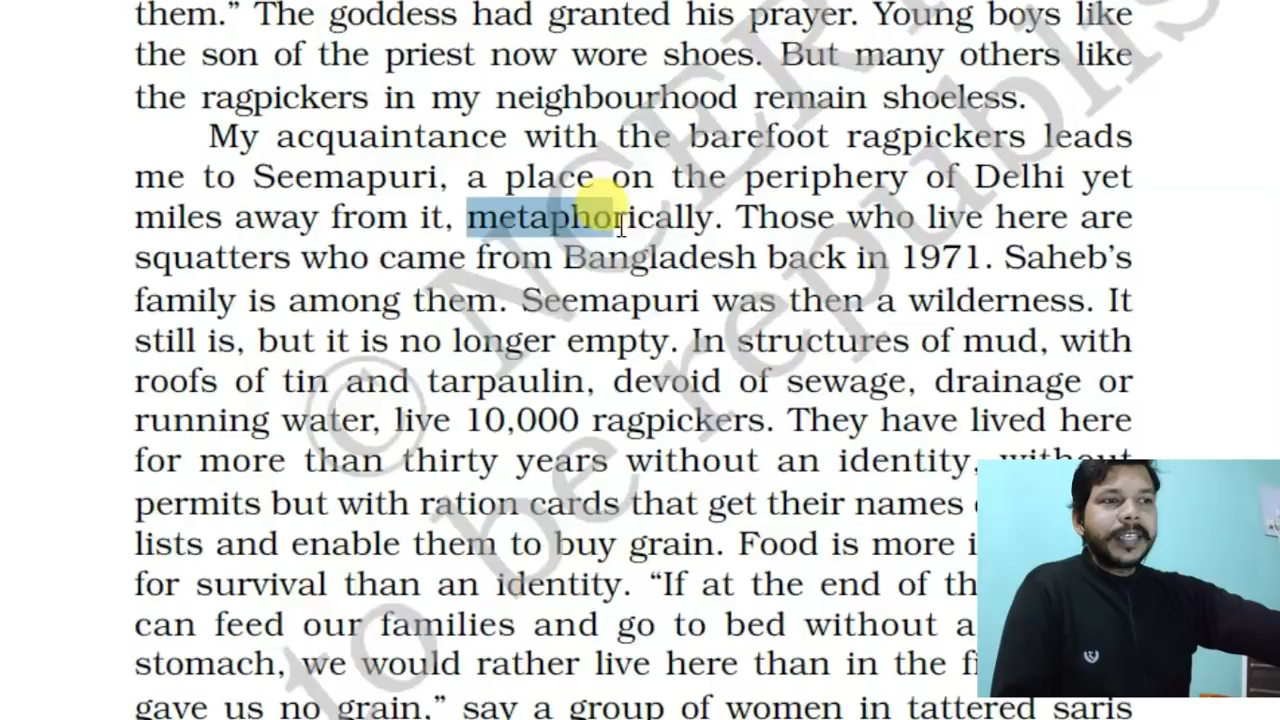 them.” The goddess had granted his prayer. Young boys like
the son of the priest now wore shoes. But many others like
the ragpickers in my neighbourhood remain shoeless.
My acquaintance with the barefoot ragpickers leads
me to Seemapuri, a place on the periphery of Delhi yet
miles away from it, metaphorically. Those who live here are
squatters who came from Bangladesh back in 1971. Saheb’s
family is among them. Seemapuri was then a wilderness. It
still is, but it is no longer empty. In structures of mud, with
roofs of tin and tarpaulin, devoid of sewage, drainage or
running water, live 10,000 ragpickers. They have lived here
for more than thirty years without an identity, without
permits but with ration cards that get their names
lists and enable them to buy grain. Food is more
for survival than an identity. “If at the end of
can feed our families and go to bed without a
stomach, we would rather live here than in the
gave us no grain,” say a group of women in tattered saris
© NCERT
to be republis